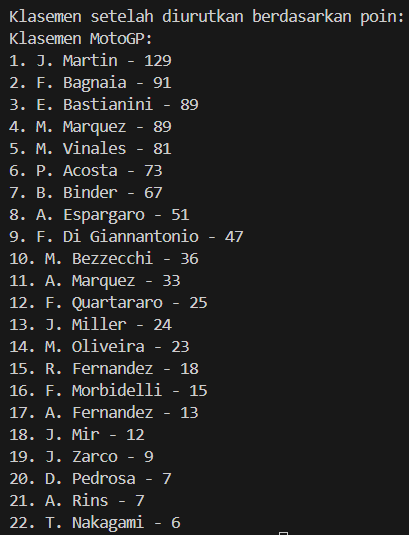 Klasemen setelah diurutkan berdasarkan poin:
Klasemen MotoGP:
1. J. Martin - 129
2. F. Bagnaia - 91
3. E. Bastianini - 89
4. M. Marquez - 89
5. M. Vinales - 81
6. P. Acosta - 73
7. B. Binder - 67
8. A. Espargaro - 51
9. F. Di Giannantonio - 47
10. M. Bezzecchi - 36
11. A. Marquez - 33
12. F. Quartararo - 25
13. J. Miller - 24
14. M. Oliveira - 23
15. R. Fernandez - 18
16. F. Morbidelli - 15
17. A. Fernandez - 13
18. J. Mir - 12
19. J. Zarco - 9
20. D. Pedrosa - 7
21. A. Rins - 7
22. T. Nakagami - 6